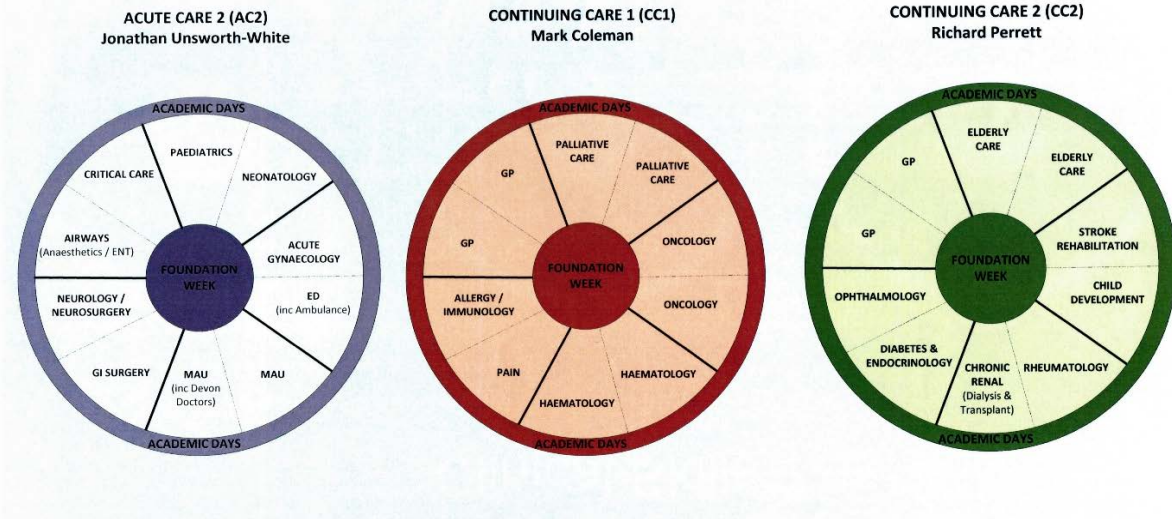 ACUTE CARE 2 (AC2)
Jonathan Unsworth-White
ACADEMIC DAYS
PAEDIATRICS
NEONATOLOGY
CRITICAL CARE
AIRWAYS
(Anaesthetics / ENT)
ACUTE
GYNAECOLOGY
FOUNDATION
WEEK
NEUROLOGY /
NEUROSURGERY
ED
(inc Ambulance)
GI SURGERY
MAU
(inc Devon
Doctors)
MAU
ACADEMIC DAYS
CONTINUING CARE 1 (CC1)
Mark Coleman
ACADEMIC DAYS
GP
PALLIATIVE
CARE
PALLIATIVE
CARE
GP
ONCOLOGY
FOUNDATION
WEEK
ALLERGY /
IMMUNOLOGY
ONCOLOGY
PAIN
HAEMATOLOGY
HAEMATOLOGY
ACADEMIC DAYS
CONTINUING CARE 2 (CC2)
Richard Perrett
ACADEMIC DAYS
GP
ELDERLY
CARE
ELDERLY
CARE
GP
STROKE
REHABILITATION
FOUNDATION
WEEK
OPHTHALMOLOGY
CHILD
DEVELOPMENT
DIABETES &
ENDOCRINOLOGY
CHRONIC
RENAL
(Dialysis &
Transplant)
RHEUMATOLOGY
ACADEMIC DAYS